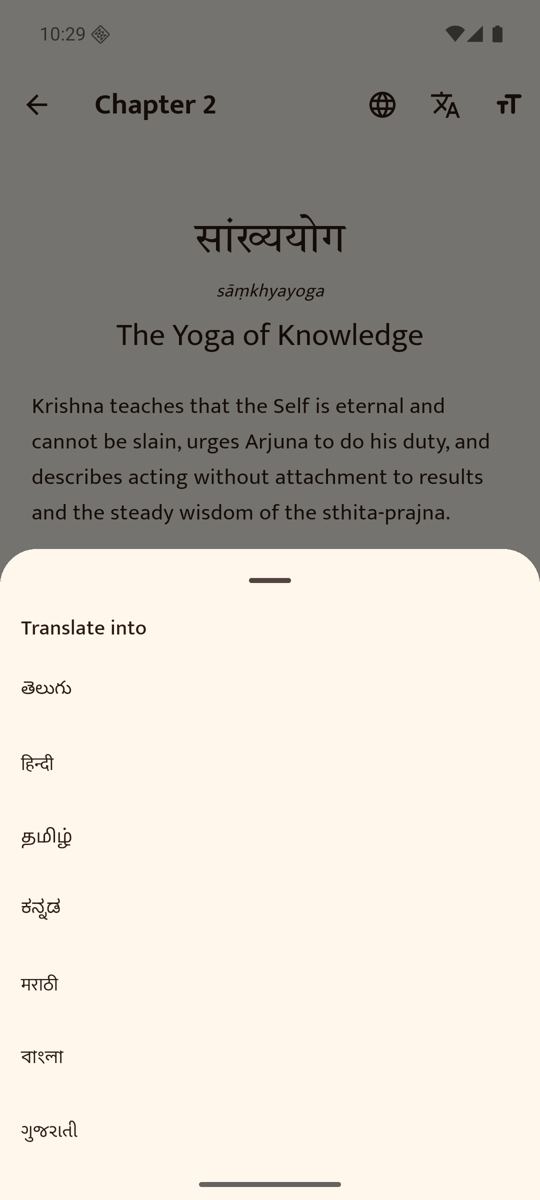 10:29
Chapter 2
सांख्ययोग
sāṃkhyayoga
The Yoga of Knowledge
Krishna teaches that the Self is eternal and
cannot be slain, urges Arjuna to do his duty, and
describes acting without attachment to results
and the steady wisdom of the sthita-prajna.
Translate into
తెలుగు
हिन्दी
தமிழ்
ಕನ್ನಡ
मराठी
বাংলা
ગુજરાતી